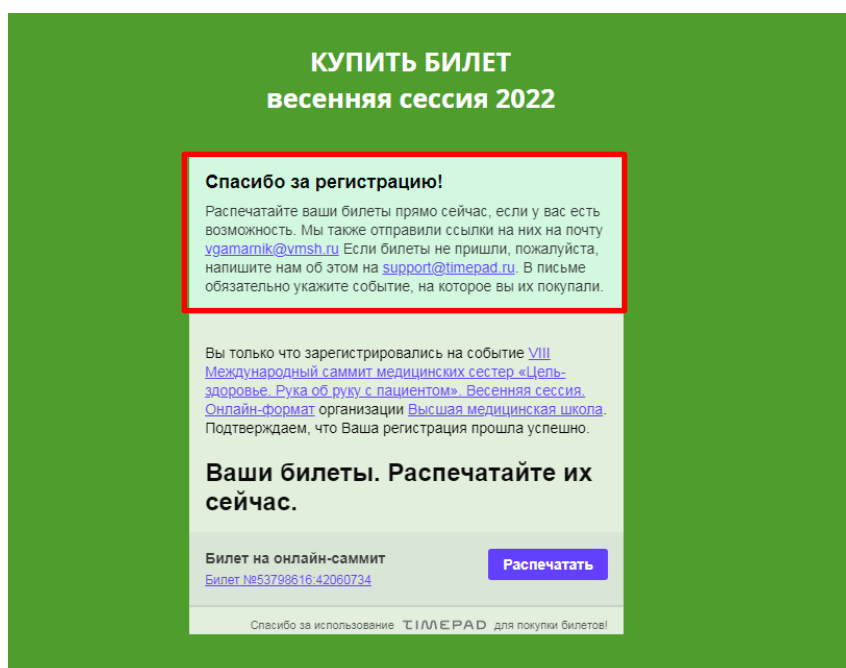 КУПИТЬ БИЛЕТ
весенняя сессия 2022
Спасибо за регистрацию!
Распечатайте ваши билеты прямо сейчас, если у вас есть
возможность. Мы также отправили ссылки на них на почту
vgamarnik@vmsh.ru Если билеты не пришли, пожалуйста,
напишите нам об этом на support@timepad.ru. В письме
обязательно укажите событие, на которое вы их покупали.
Вы только что зарегистрировались на событие VIII
Международный саммит медицинских сестер «Цель-
здоровье. Рука об руку с пациентом». Весенняя сессия.
Онлайн-формат организации Высшая медицинская школа.
Подтверждаем, что Ваша регистрация прошла успешно.
Ваши билеты. Распечатайте их
сейчас.
Билет на онлайн-саммит
Распечатать
Билет №53798616:42060734
Спасибо за использование TIMEPAD для покупки билетов!